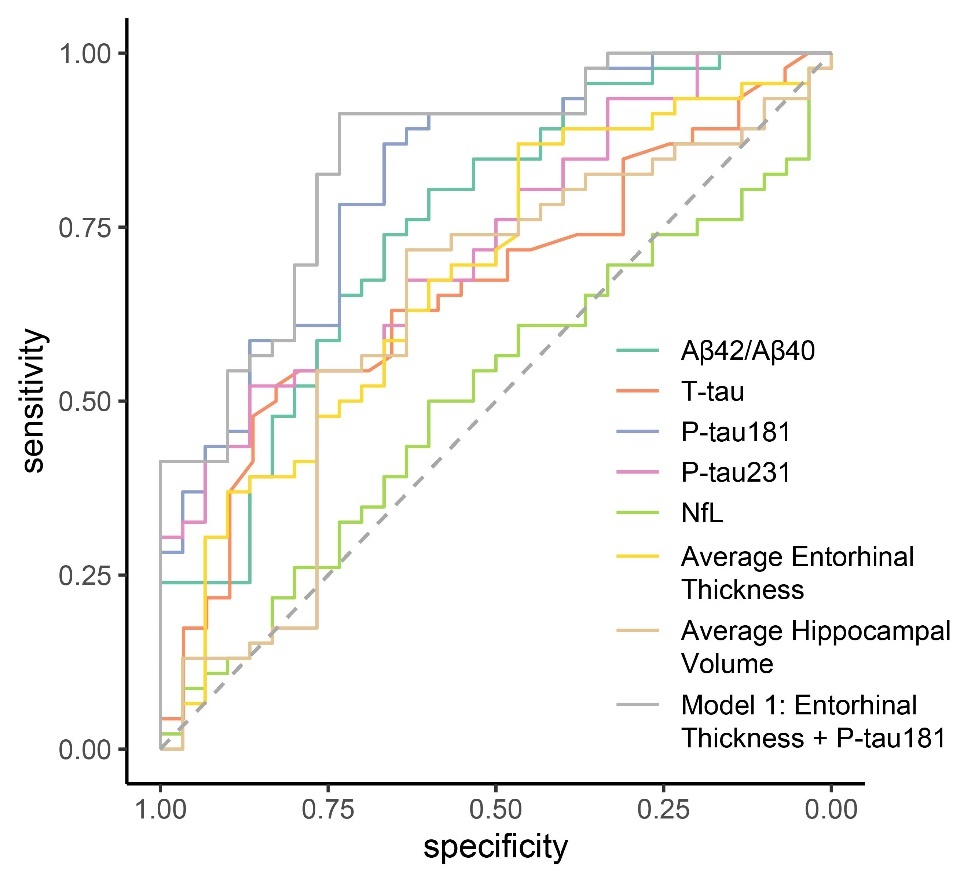 1.00
0.75
0.50
0.25
0.00
sensitivity
Aβ42/Aβ40
T-tau
P-tau181
P-tau231
NfL
Average Entorhinal
Thickness
Average Hippocampal
Volume
Model 1: Entorhinal
Thickness + P-tau181
1.00 0.75 0.50 0.25 0.00
specificity